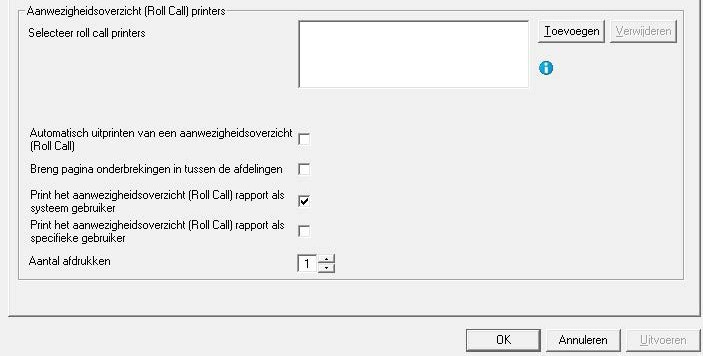 Aanwezigheidsoverzicht (Roll Call) printers
Selecteer roll call printers
Toevoegen
Verwijderen
Automatisch uitprinten van een aanwezigheidsoverzicht
(Roll Call)
Breng pagina onderbrekingen in tussen de afdelingen
Print het aanwezigheidsoverzicht (Roll Call) rapport als
systeem gebruiker
Print het aanwezigheidsoverzicht (Roll Call) rapport als
specifieke gebruiker
Aantal afdrukken
1
OK
Annuleren
Uitvoeren